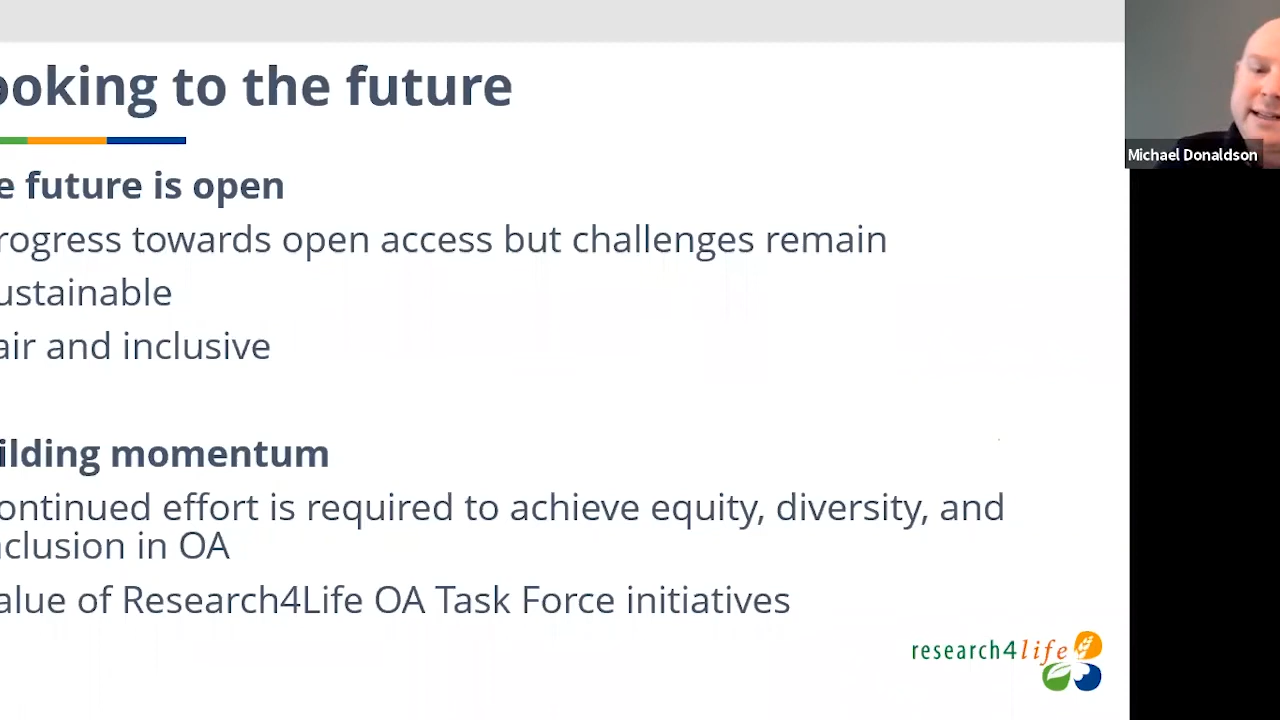 ooking to the future
Michael Donaldson
e future is open
rogress towards open access but challenges remain
ustainable
air and inclusive
ilding momentum
ontinued effort is required to achieve equity, diversity, and
clusion in OA
alue of Research4Life OA Task Force initiatives
research4life